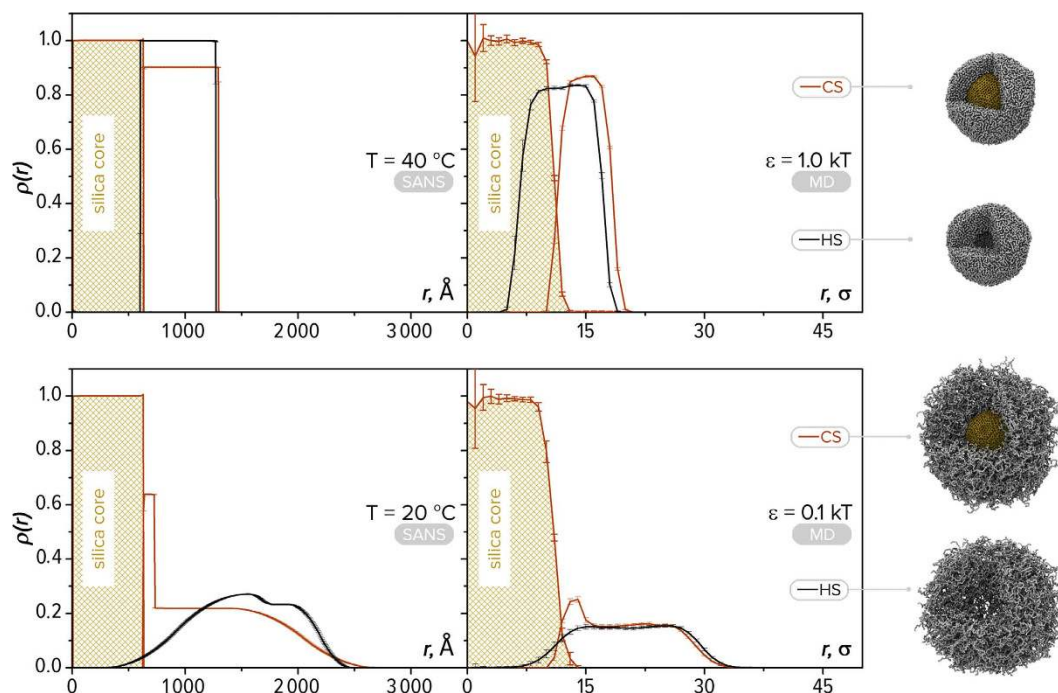 1.0
0.8
0.6
0.4
0.2
0.0
ρ(r)
silica core
T = 40 °C
SANS
r, Å
0
1000
2000
3000
silica core
ε = 1.0 kT
MD
r, σ
0
15
30
45
CS
HS
1.0
0.8
0.6
0.4
0.2
0.0
ρ(r)
silica core
T = 20 °C
SANS
r, Å
0
1000
2000
3000
silica core
ε = 0.1 kT
MD
r, σ
0
15
30
45
CS
HS